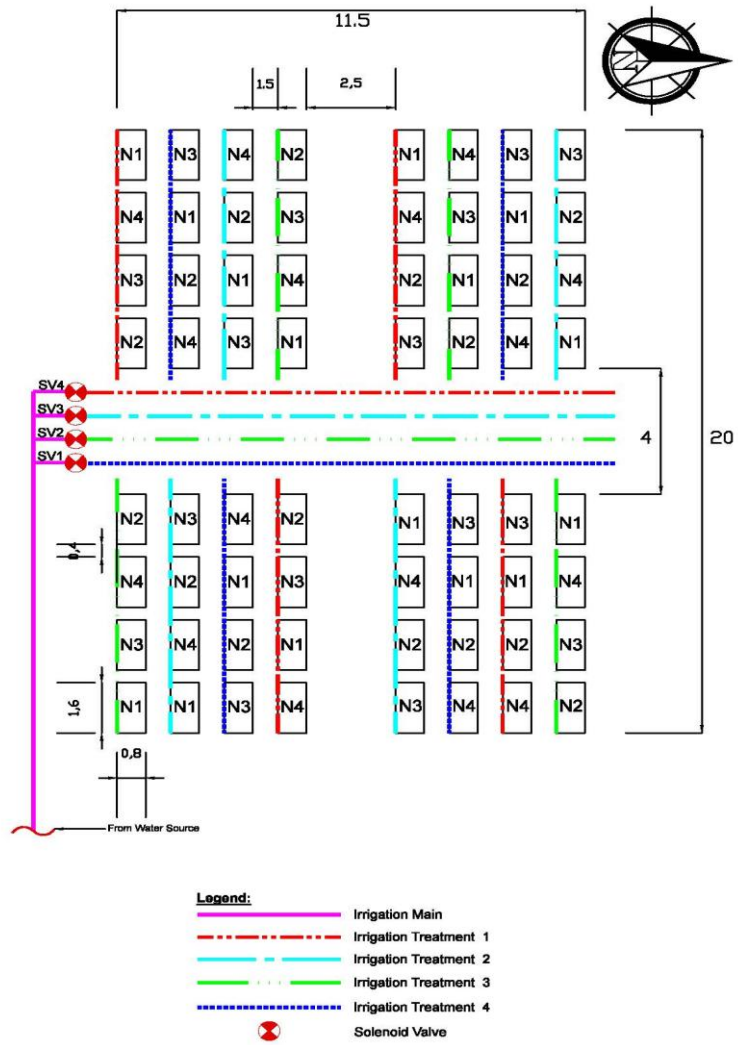 11.5
1.5 2,5
N
N1 N3 N4 N2 N1 N4 N3 N3
N4 N1 N2 N3 N4 N3 N1 N2
N3 N2 N1 N4 N2 N1 N2 N4
N2 N4 N3 N1 N3 N2 N4 N1
SV4
SV3
SV2
SV1
4 20
N2 N3 N4 N2 N1 N3 N3 N1
0,4
N4 N2 N1 N3 N4 N1 N1 N4
N3 N4 N2 N1 N2 N2 N2 N3
1,6
N1 N1 N3 N4 N3 N4 N4 N2
0,8
From Water Source
Legend:
Irrigation Main
Irrigation Treatment 1
Irrigation Treatment 2
Irrigation Treatment 3
Irrigation Treatment 4
Solenoid Valve